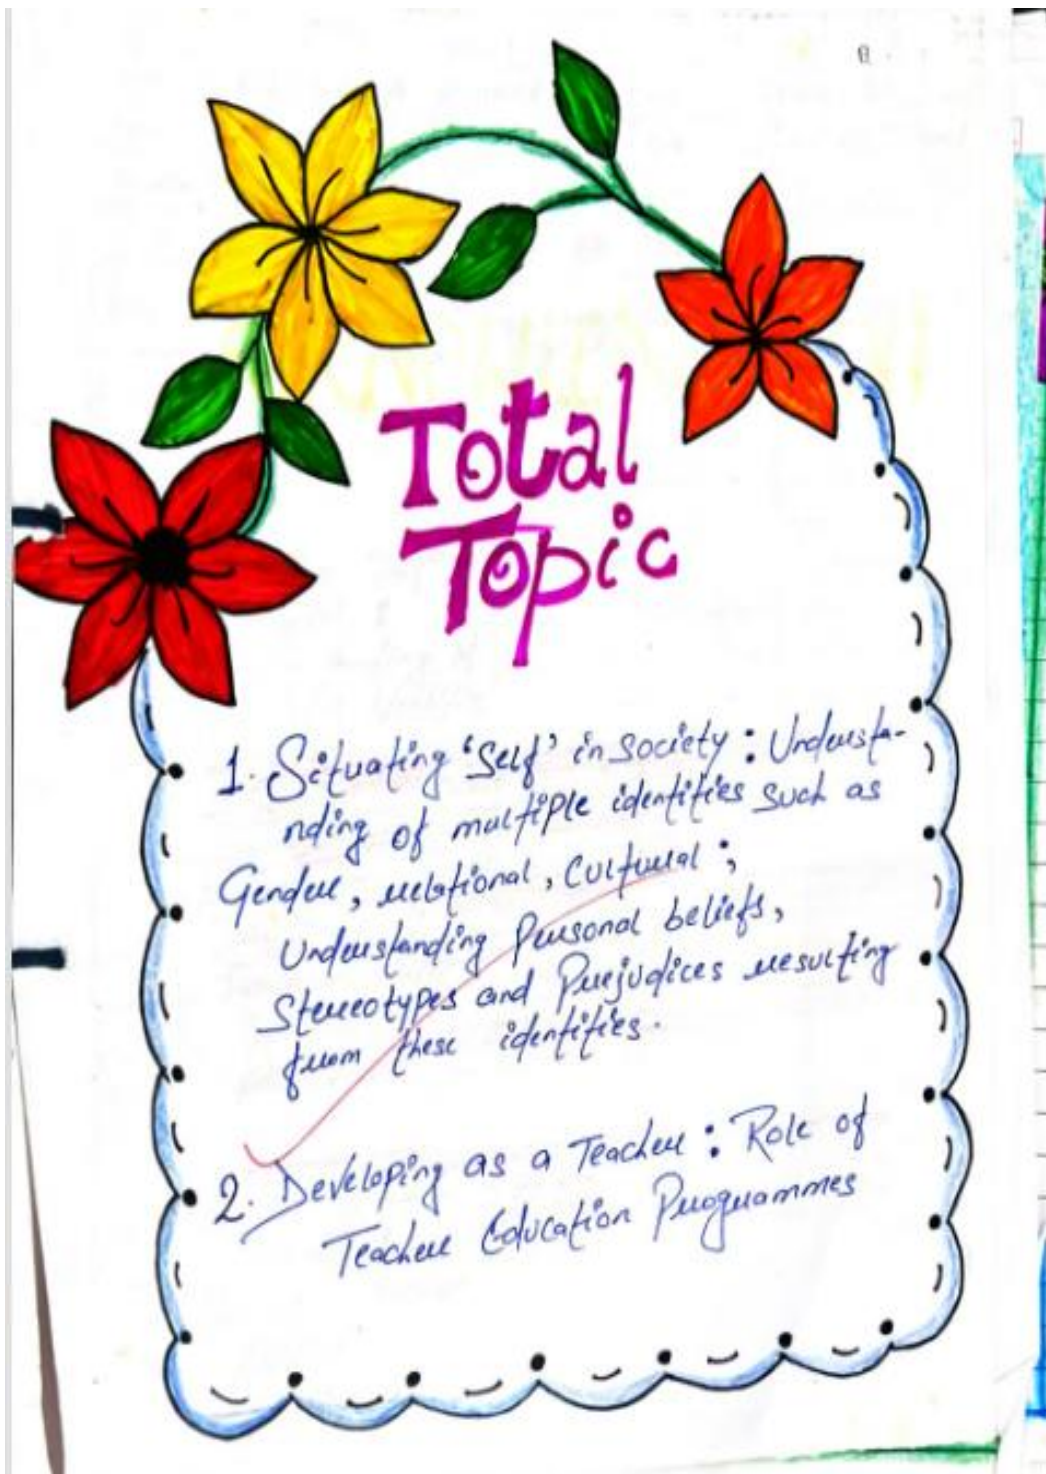 Total
Topic
1. Situating 'Self' in society : Understa-
nding of multiple identities such as
Gender, relational, Cultural ;
Understanding Personal beliefs,
Stereotypes and Prejudices resulting
from these identities.
2. Developing as a Teacher : Role of
Teacher Education Programmes